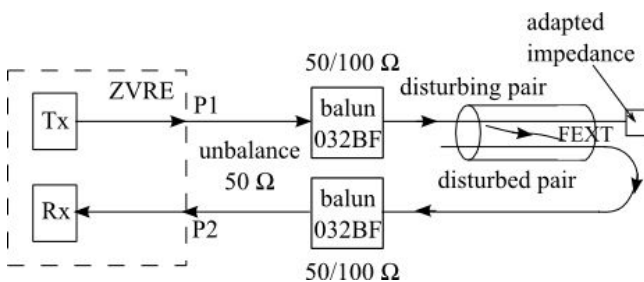 adapted
impedance
50/100 Ω
ZVRE
P1
disturbing pair
Tx
balun
032BF
FEXT
unbalance
50 Ω
disturbed pair
Rx
P2
balun
032BF
50/100 Ω